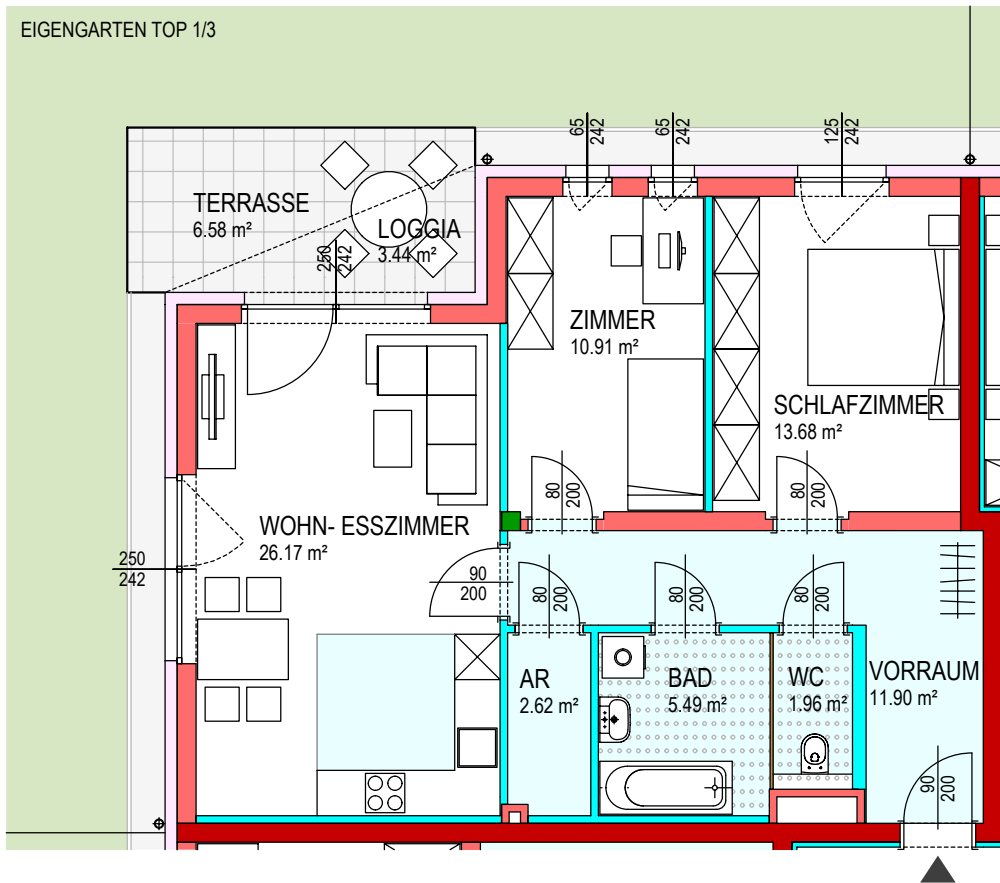 EIGENGARTEN TOP 1/3
65
242
65
242
125
242
TERRASSE
6.58 m²
LOGGIA
3.44 m²
250
242
ZIMMER
10.91 m²
SCHLAFZIMMER
13.68 m²
80
200
80
200
WOHN- ESSZIMMER
26.17 m²
250
242
90
200
80
200
80
200
80
200
AR
2.62 m²
BAD
5.49 m²
WC
1.96 m²
VORRAUM
11.90 m²
90
200